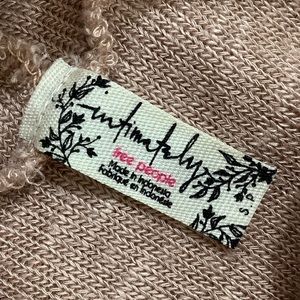 intimately
free people
Made in Indonesia
Fabriqué en Indonésie
S P